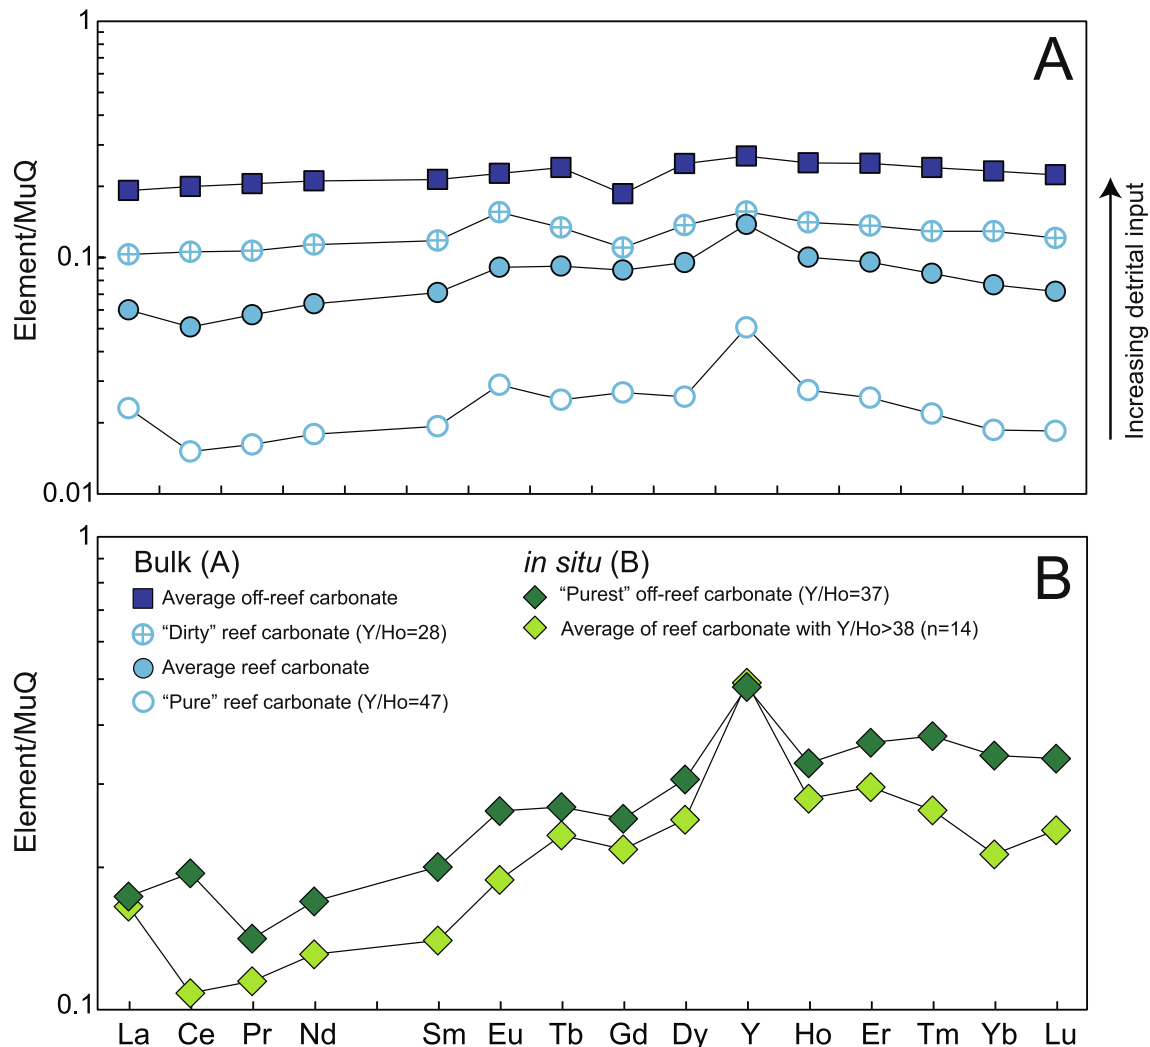 1
A
Element/MuQ
0.1
0.01
Increasing detrital input
1
B
Bulk (A)
Average off-reef carbonate
“Dirty” reef carbonate (Y/Ho=28)
Average reef carbonate
“Pure” reef carbonate (Y/Ho=47)
in situ (B)
“Purest” off-reef carbonate (Y/Ho=37)
Average of reef carbonate with Y/Ho>38 (n=14)
Element/MuQ
0.1
La Ce Pr Nd Sm Eu Tb Gd Dy Y Ho Er Tm Yb Lu